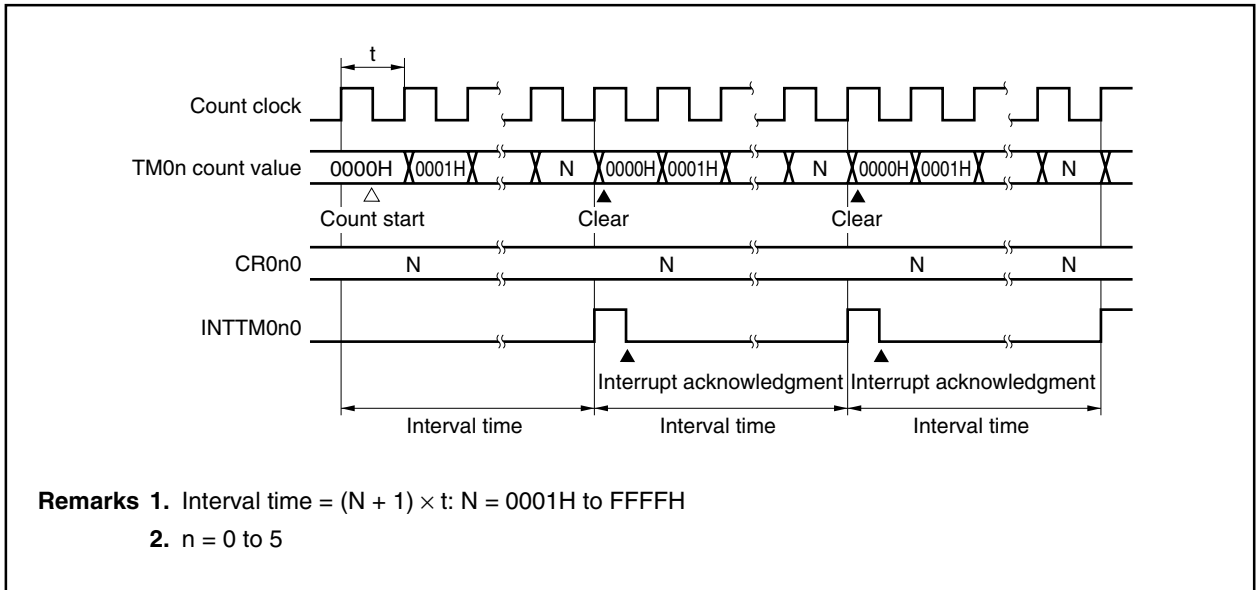 t
Count clock
TM0n count value 0000H 0001H N 0000H 0001H N 0000H 0001H N
Count start Clear Clear
CR0n0 N N N N
INTTM0n0
Interrupt acknowledgment Interrupt acknowledgment
Interval time Interval time Interval time
Remarks 1. Interval time = (N + 1) × t: N = 0001H to FFFFH
2. n = 0 to 5